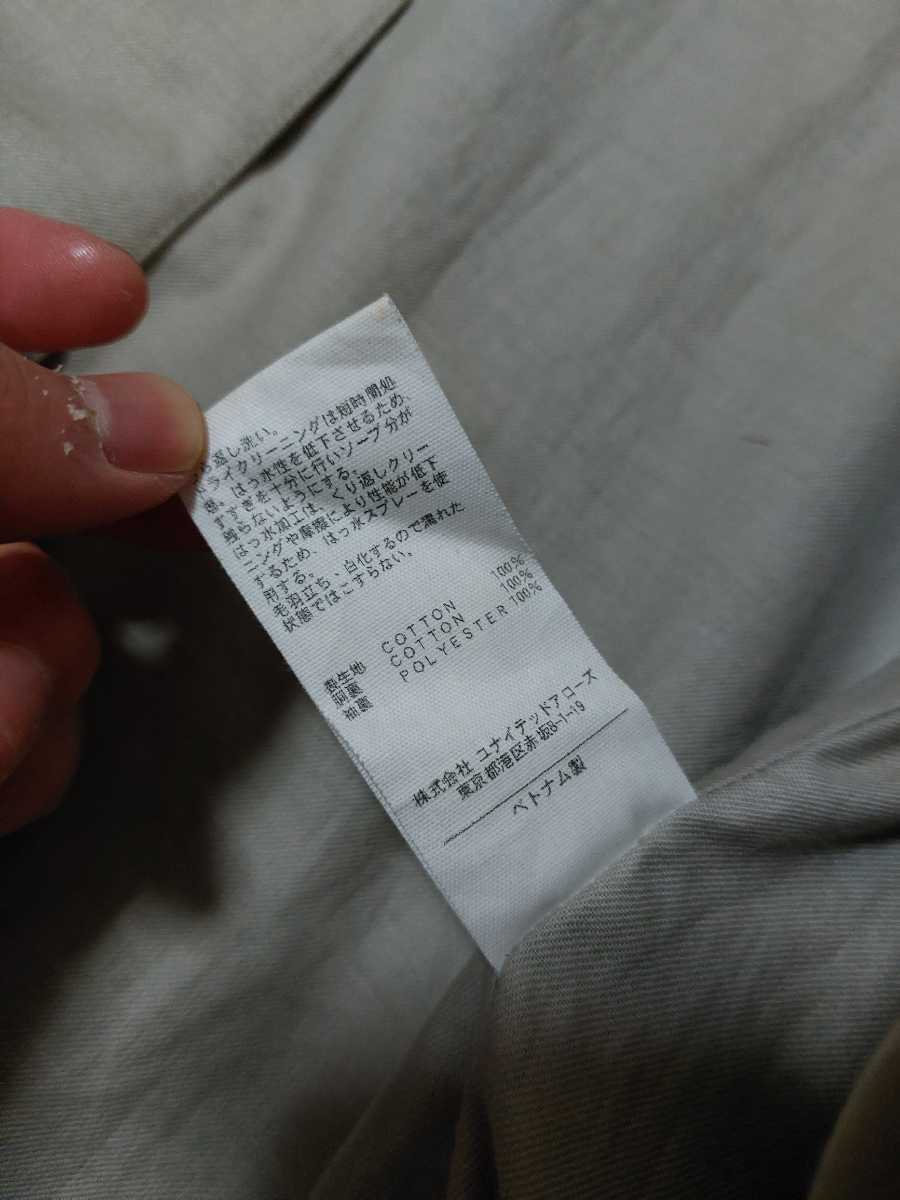 返し洗い。
ドライクリーニングは短時間処
理。はっ水性を低下させるため、
すすぎを十分に行いソープ分が
残らないようにする。
はっ水加工は、くり返しクリー
ニングや摩擦により性能が低下
するため、はっ水スプレーを使
用する。
毛羽立ち、白化するので濡れた
状態ではこすらない。
表生地 COTTON 100%
胴裏 COTTON 100%
袖裏 POLYESTER 100%
株式会社 ユナイテッドアローズ
東京都港区赤坂8-1-19
ベトナム製